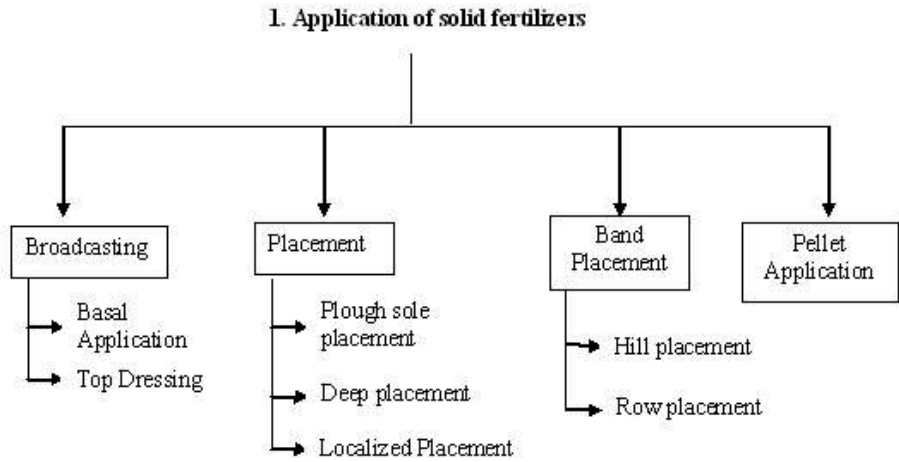 1. Application of solid fertilizers
Broadcasting
Basal
Application
Top Dressing
Placement
Plough sole
placement
Deep placement
Localized Placement
Band
Placement
Hill placement
Row placement
Pellet
Application